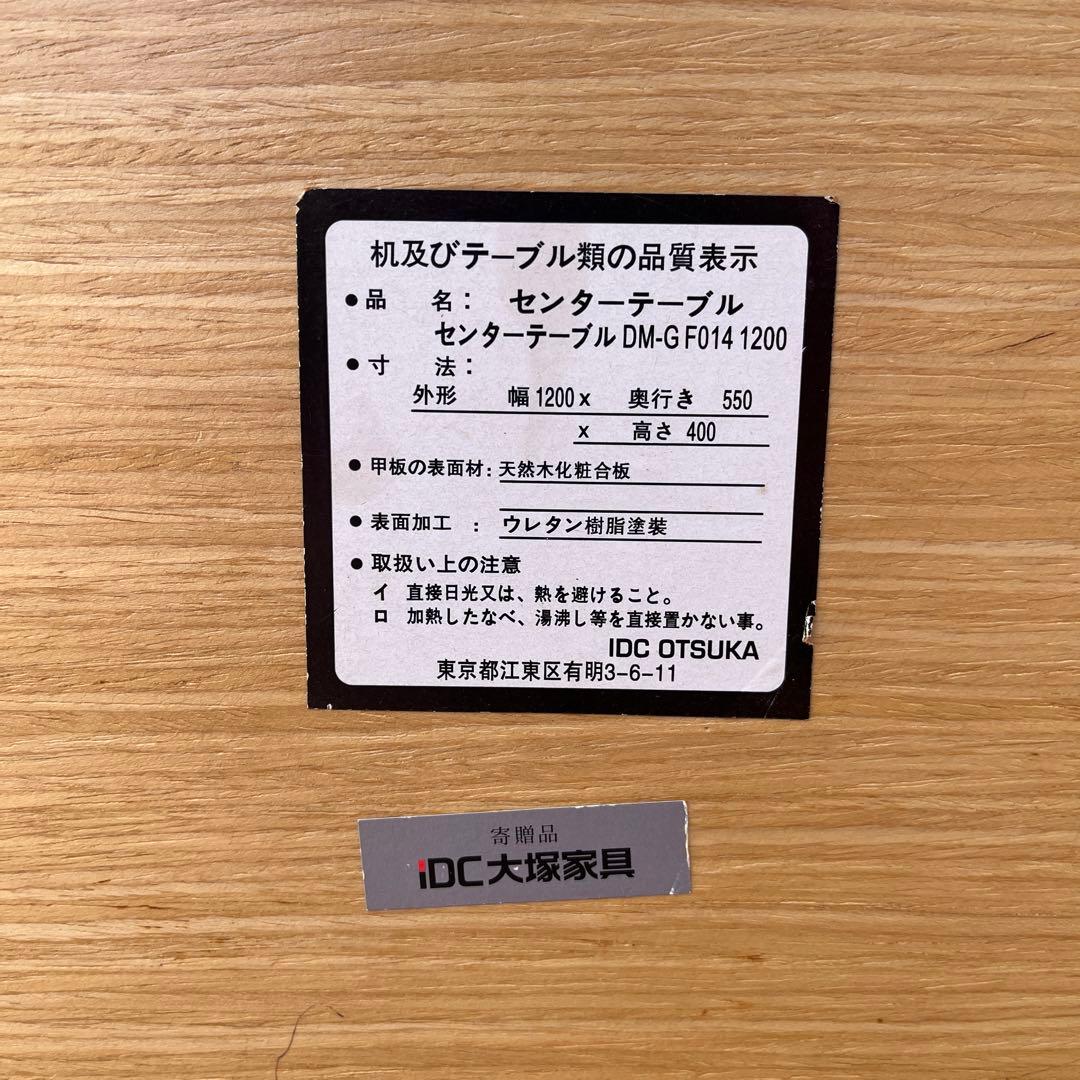 机及びテーブル類の品質表示
●品　名：　センターテーブル
センターテーブル DM-G F014 1200
●寸　法：
外形　幅 1200 x　奥行き　550
x　高さ 400
●甲板の表面材：天然木化粧合板
●表面加工　：　ウレタン樹脂塗装
●取扱い上の注意
イ　直接日光又は、熱を避けること。
ロ　加熱したなべ、湯沸し等を直接置かない事。
IDC OTSUKA
東京都江東区有明3-6-11
寄贈品
iDC大塚家具